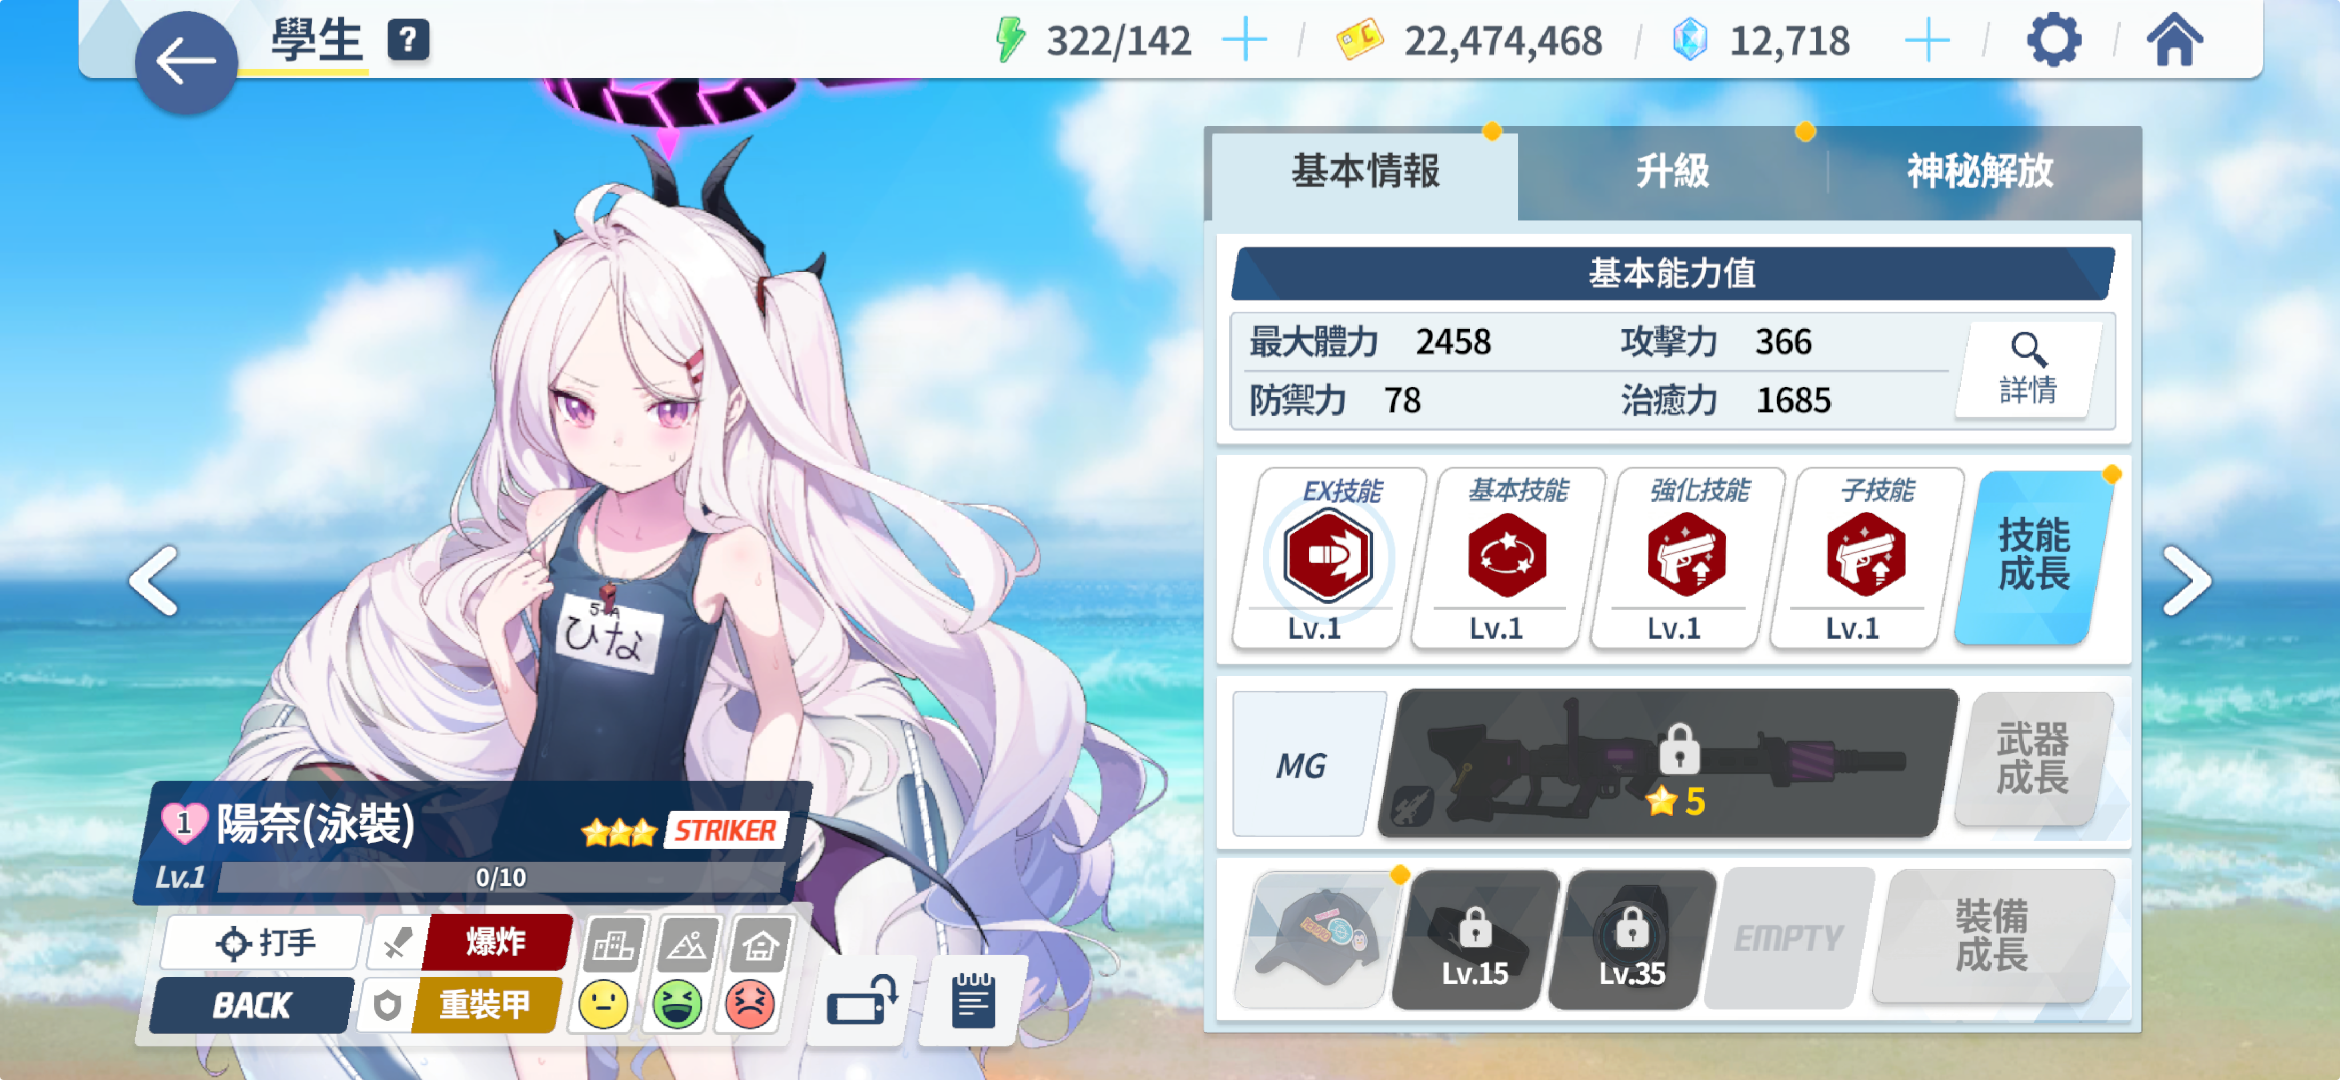 學生 ?
322/142
22,474,468
12,718
基本情報
升級
神秘解放
基本能力值
最大體力 2458
攻擊力 366
防禦力 78
治癒力 1685
詳情
EX技能
Lv.1
基本技能
Lv.1
強化技能
Lv.1
子技能
Lv.1
技能
成長
MG
5
武器
成長
Lv.15
Lv.35
EMPTY
裝備
成長
5-A
ひな
1 陽奈(泳裝)
STRIKER
Lv.1 0/10
打手
爆炸
BACK
重裝甲